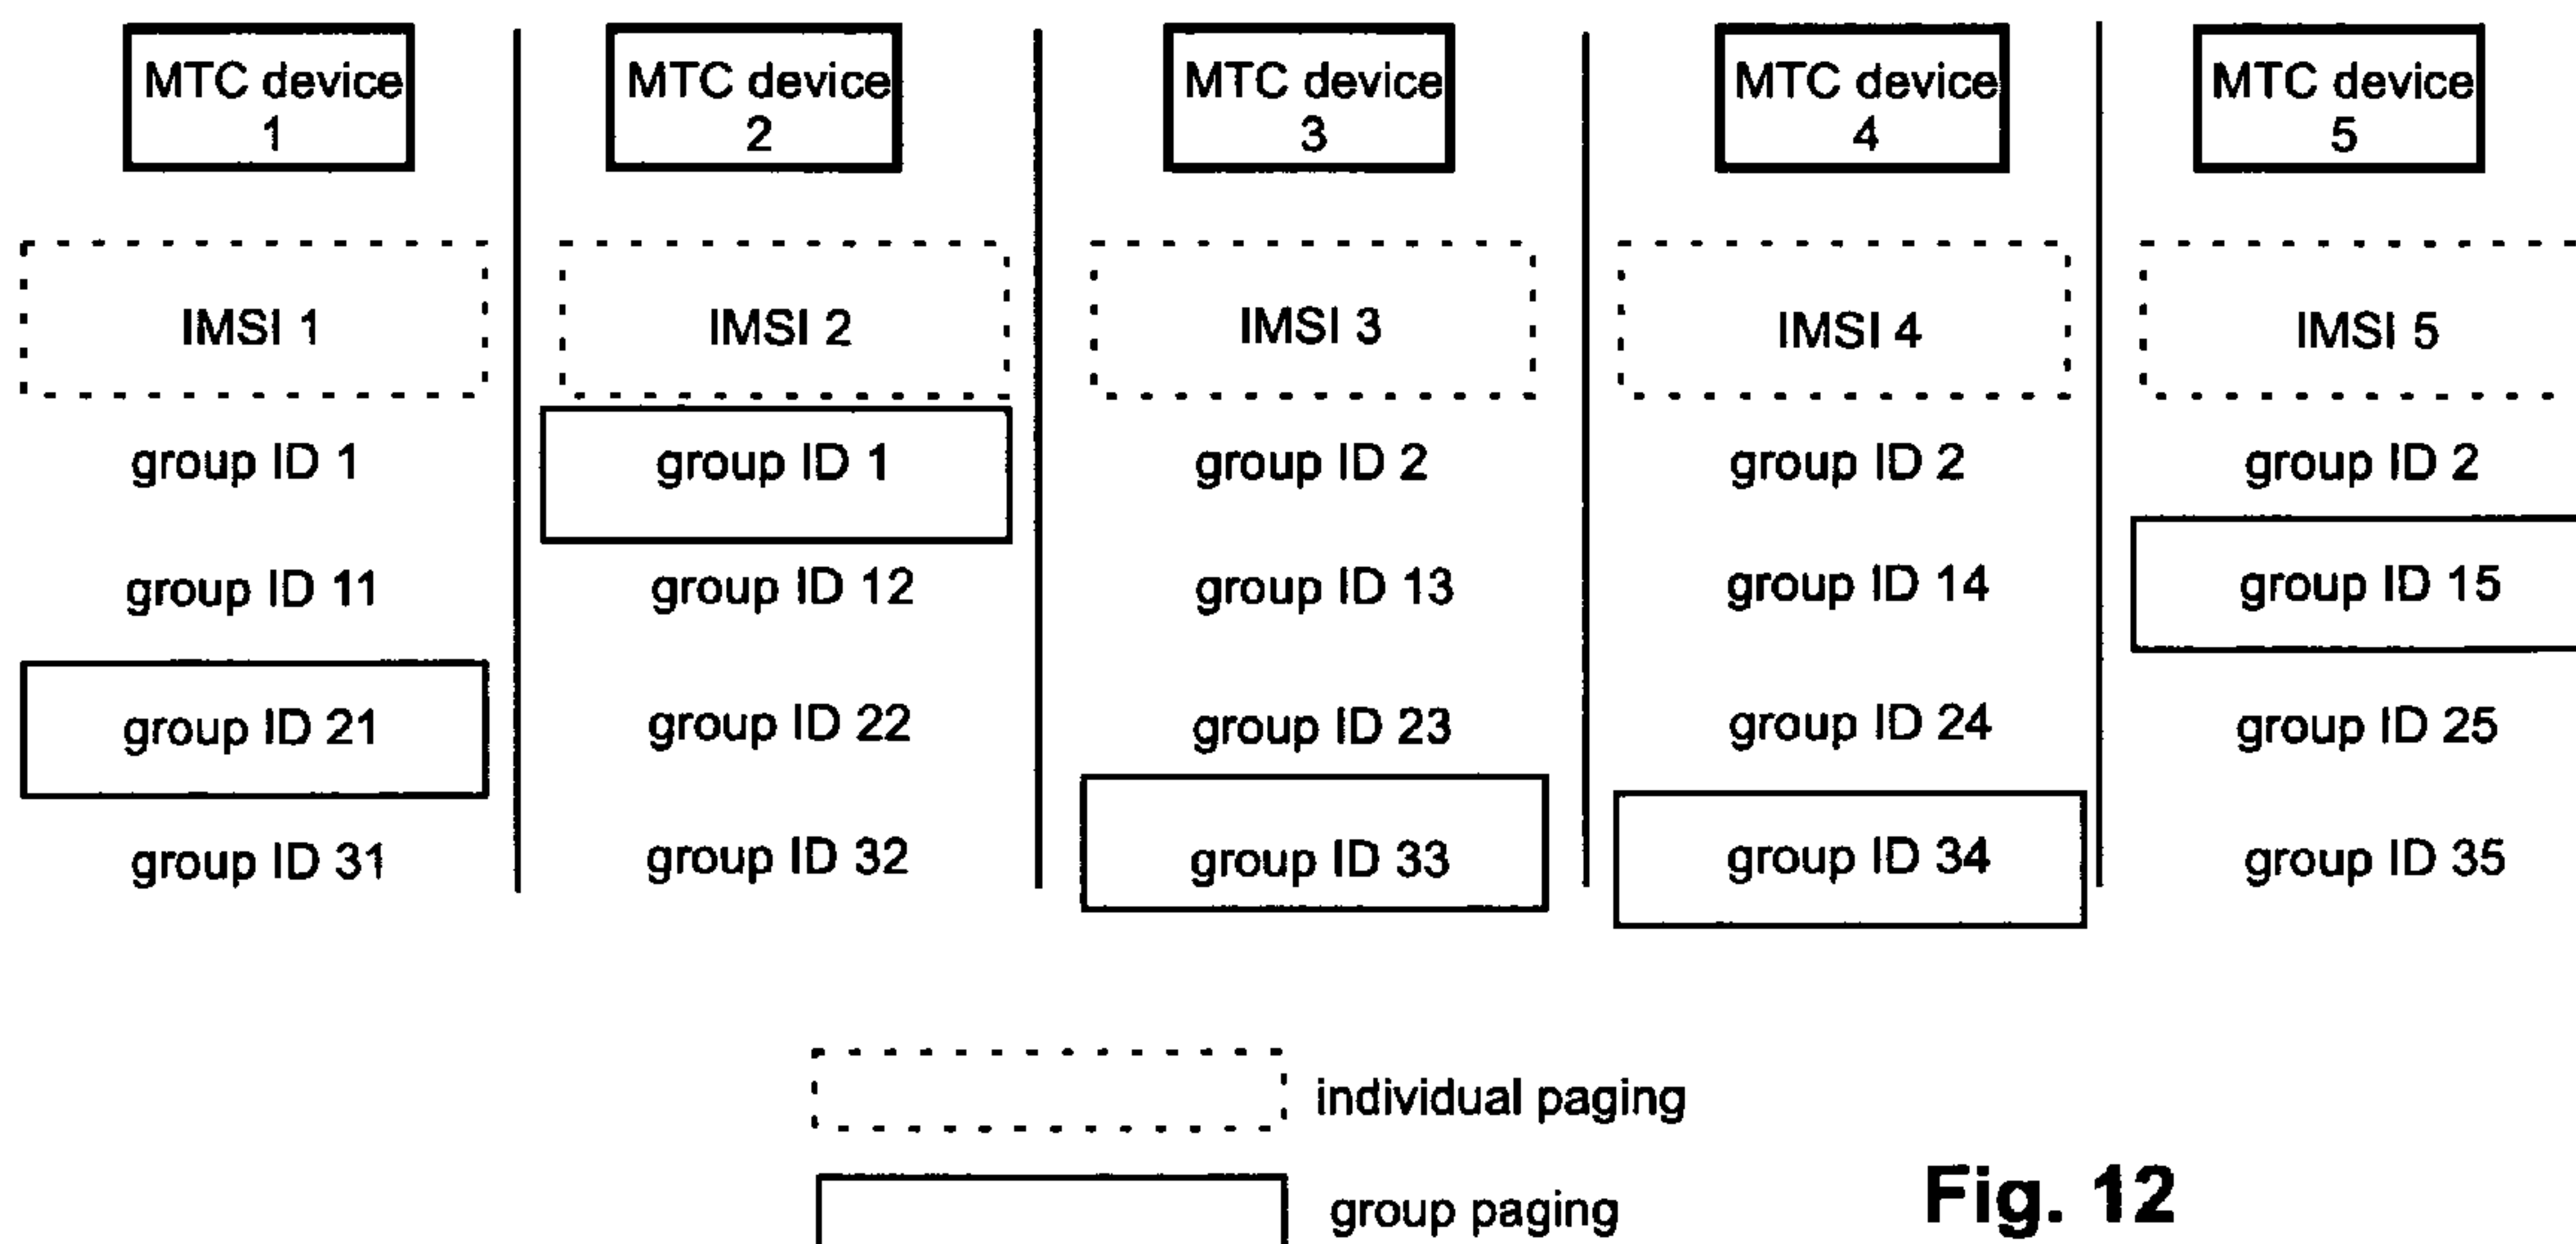 MTC device
1
MTC device
2
MTC device
3
MTC device
4
MTC device
5
IMSI 1
IMSI 2
IMSI 3
IMSI 4
IMSI 5
group ID 1
group ID 1
group ID 2
group ID 2
group ID 2
group ID 11
group ID 12
group ID 13
group ID 14
group ID 15
group ID 21
group ID 22
group ID 23
group ID 24
group ID 25
group ID 31
group ID 32
group ID 33
group ID 34
group ID 35
individual paging
group paging
Fig. 12